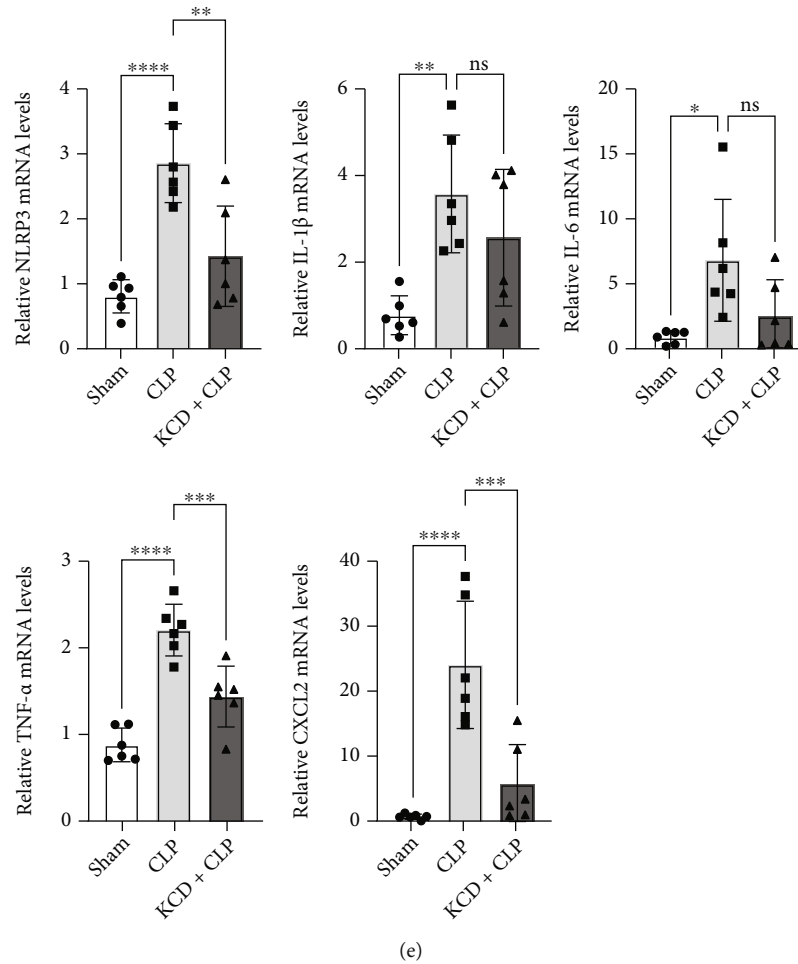 Relative NLRP3 mRNA levels
4
3
2
1
0
****
**
Sham
CLP
KCD + CLP
Relative IL-1β mRNA levels
6
4
2
0
**
ns
Sham
CLP
KCD + CLP
Relative IL-6 mRNA levels
20
15
10
5
0
*
ns
Sham
CLP
KCD + CLP
Relative TNF-α mRNA levels
3
2
1
0
****
***
Sham
CLP
KCD + CLP
Relative CXCL2 mRNA levels
40
30
20
10
0
****
***
Sham
CLP
KCD + CLP
(e)